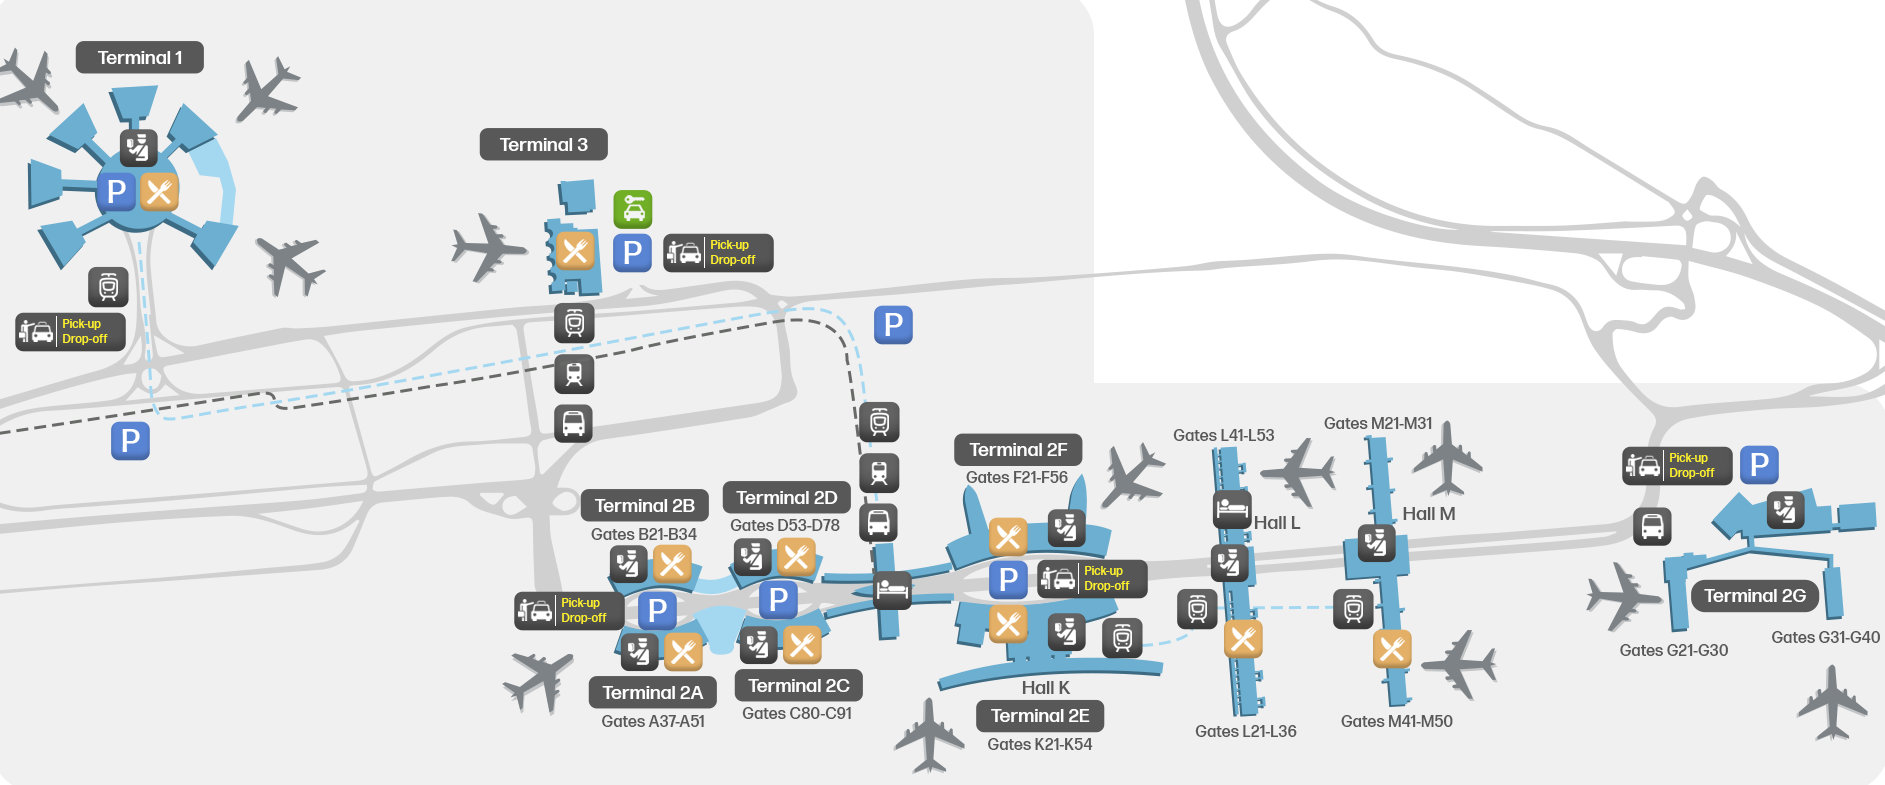 Terminal 1
P
Pick-up
Drop-off
P
Terminal 3
P
Pick-up
Drop-off
P
Terminal 2B
Gates B21-B34
Terminal 2D
Gates D53-D78
Pick-up
Drop-off
P
P
Terminal 2A
Gates A37-A51
Terminal 2C
Gates C80-C91
Terminal 2F
Gates F21-F56
P
Pick-up
Drop-off
Hall K
Terminal 2E
Gates K21-K54
Gates L41-L53
Hall L
Gates L21-L36
Gates M21-M31
Hall M
Gates M41-M50
Pick-up
Drop-off
P
Terminal 2G
Gates G21-G30
Gates G31-G40